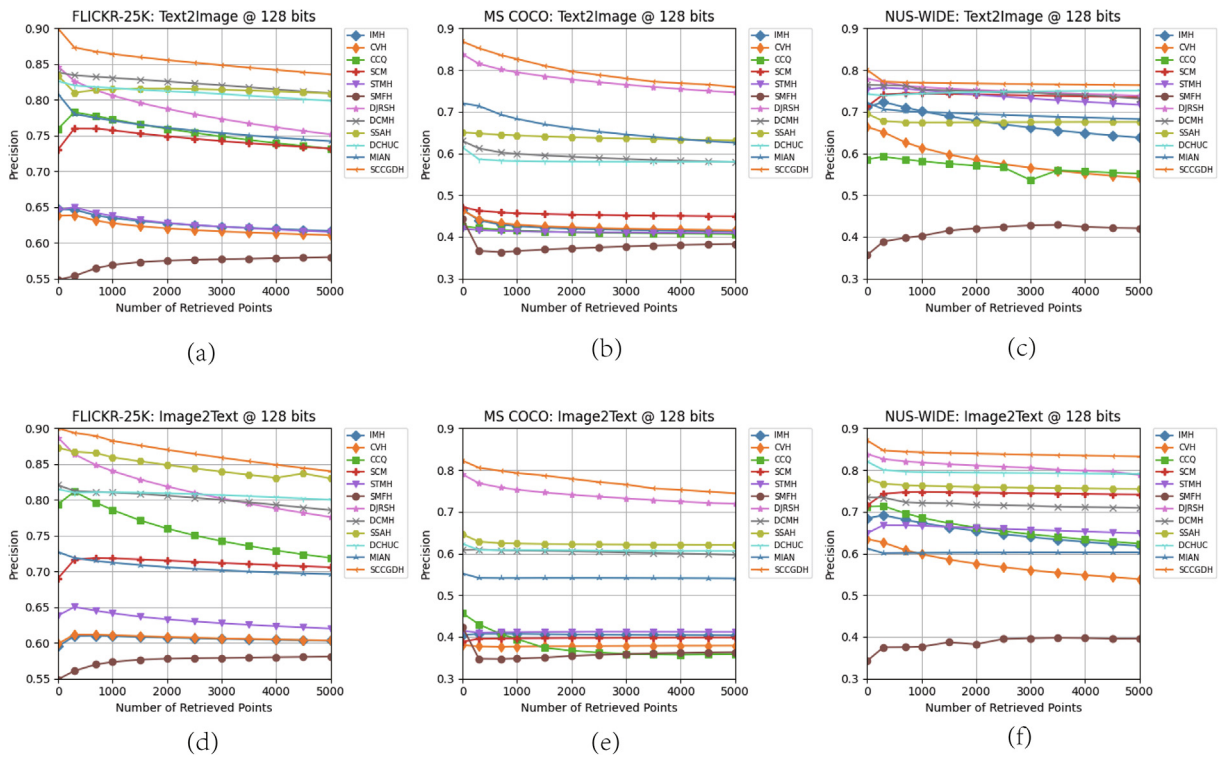 FLICKR-25K: Text2Image @ 128 bits
Precision
0.90
0.85
0.80
0.75
0.70
0.65
0.60
0.55
0 1000 2000 3000 4000 5000
Number of Retrieved Points
IMH
CVH
CCQ
SCM
STMH
SMFH
DJRSH
DCMH
SSAH
DCHUC
MIAN
SCCGDH
(a)
MS COCO: Text2Image @ 128 bits
Precision
0.9
0.8
0.7
0.6
0.5
0.4
0.3
0 1000 2000 3000 4000 5000
Number of Retrieved Points
IMH
CVH
CCQ
SCM
STMH
SMFH
DJRSH
DCMH
SSAH
DCHUC
MIAN
SCCGDH
(b)
NUS-WIDE: Text2Image @ 128 bits
Precision
0.9
0.8
0.7
0.6
0.5
0.4
0.3
0 1000 2000 3000 4000 5000
Number of Retrieved Points
IMH
CVH
CCQ
SCM
STMH
SMFH
DJRSH
DCMH
SSAH
DCHUC
MIAN
SCCGDH
(c)
FLICKR-25K: Image2Text @ 128 bits
Precision
0.90
0.85
0.80
0.75
0.70
0.65
0.60
0.55
0 1000 2000 3000 4000 5000
Number of Retrieved Points
IMH
CVH
CCQ
SCM
STMH
SMFH
DJRSH
DCMH
SSAH
DCHUC
MIAN
SCCGDH
(d)
MS COCO: Image2Text @ 128 bits
Precision
0.9
0.8
0.7
0.6
0.5
0.4
0.3
0 1000 2000 3000 4000 5000
Number of Retrieved Points
IMH
CVH
CCQ
SCM
STMH
SMFH
DJRSH
DCMH
SSAH
DCHUC
MIAN
SCCGDH
(e)
NUS-WIDE: Image2Text @ 128 bits
Precision
0.9
0.8
0.7
0.6
0.5
0.4
0.3
0 1000 2000 3000 4000 5000
Number of Retrieved Points
IMH
CVH
CCQ
SCM
STMH
SMFH
DJRSH
DCMH
SSAH
DCHUC
MIAN
SCCGDH
(f)